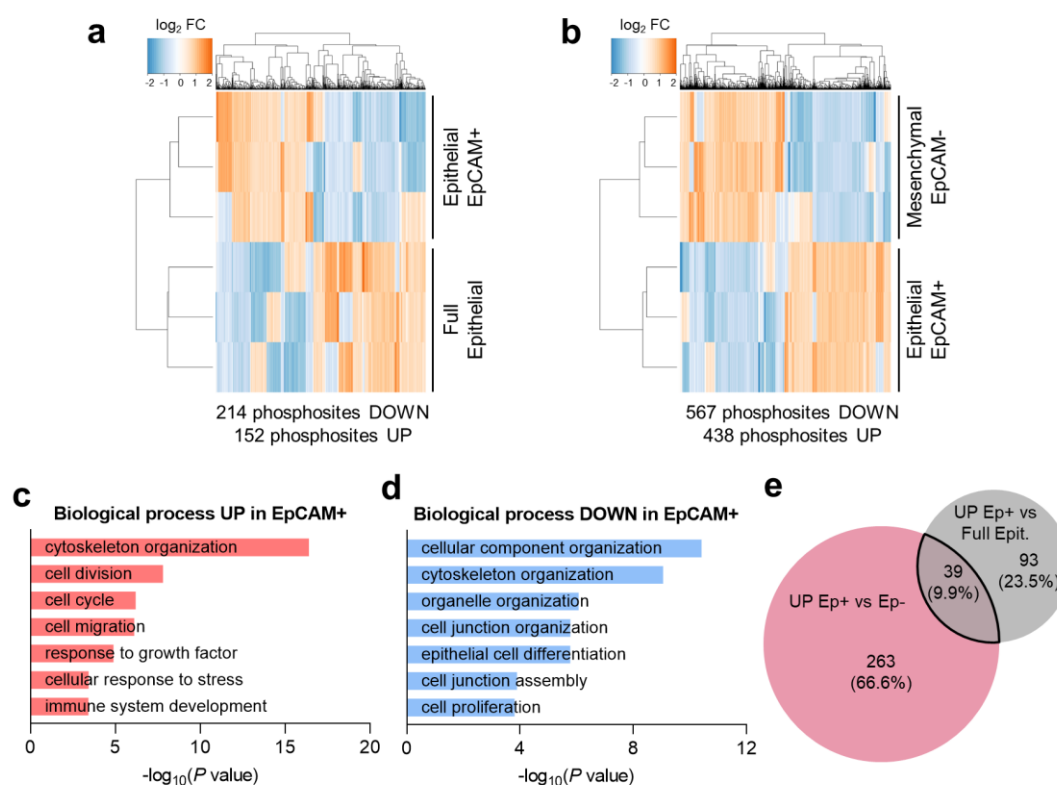 a
log₂ FC
-2 -1 0 1 2
Epithelial
EpCAM+
Full
Epithelial
214 phosphosites DOWN
152 phosphosites UP
b
log₂ FC
-2 -1 0 1 2
Mesenchymal
EpCAM-
Epithelial
EpCAM+
567 phosphosites DOWN
438 phosphosites UP
c
Biological process UP in EpCAM+
cytoskeleton organization
cell division
cell cycle
cell migration
response to growth factor
cellular response to stress
immune system development
0 5 10 15 20
-log₁₀(P value)
d
Biological process DOWN in EpCAM+
cellular component organization
cytoskeleton organization
organelle organization
cell junction organization
epithelial cell differentiation
cell junction assembly
cell proliferation
0 4 8 12
-log₁₀(P value)
e
UP Ep+ vs
Full Epit.
93
(23.5%)
39
(9.9%)
UP Ep+ vs Ep-
263
(66.6%)